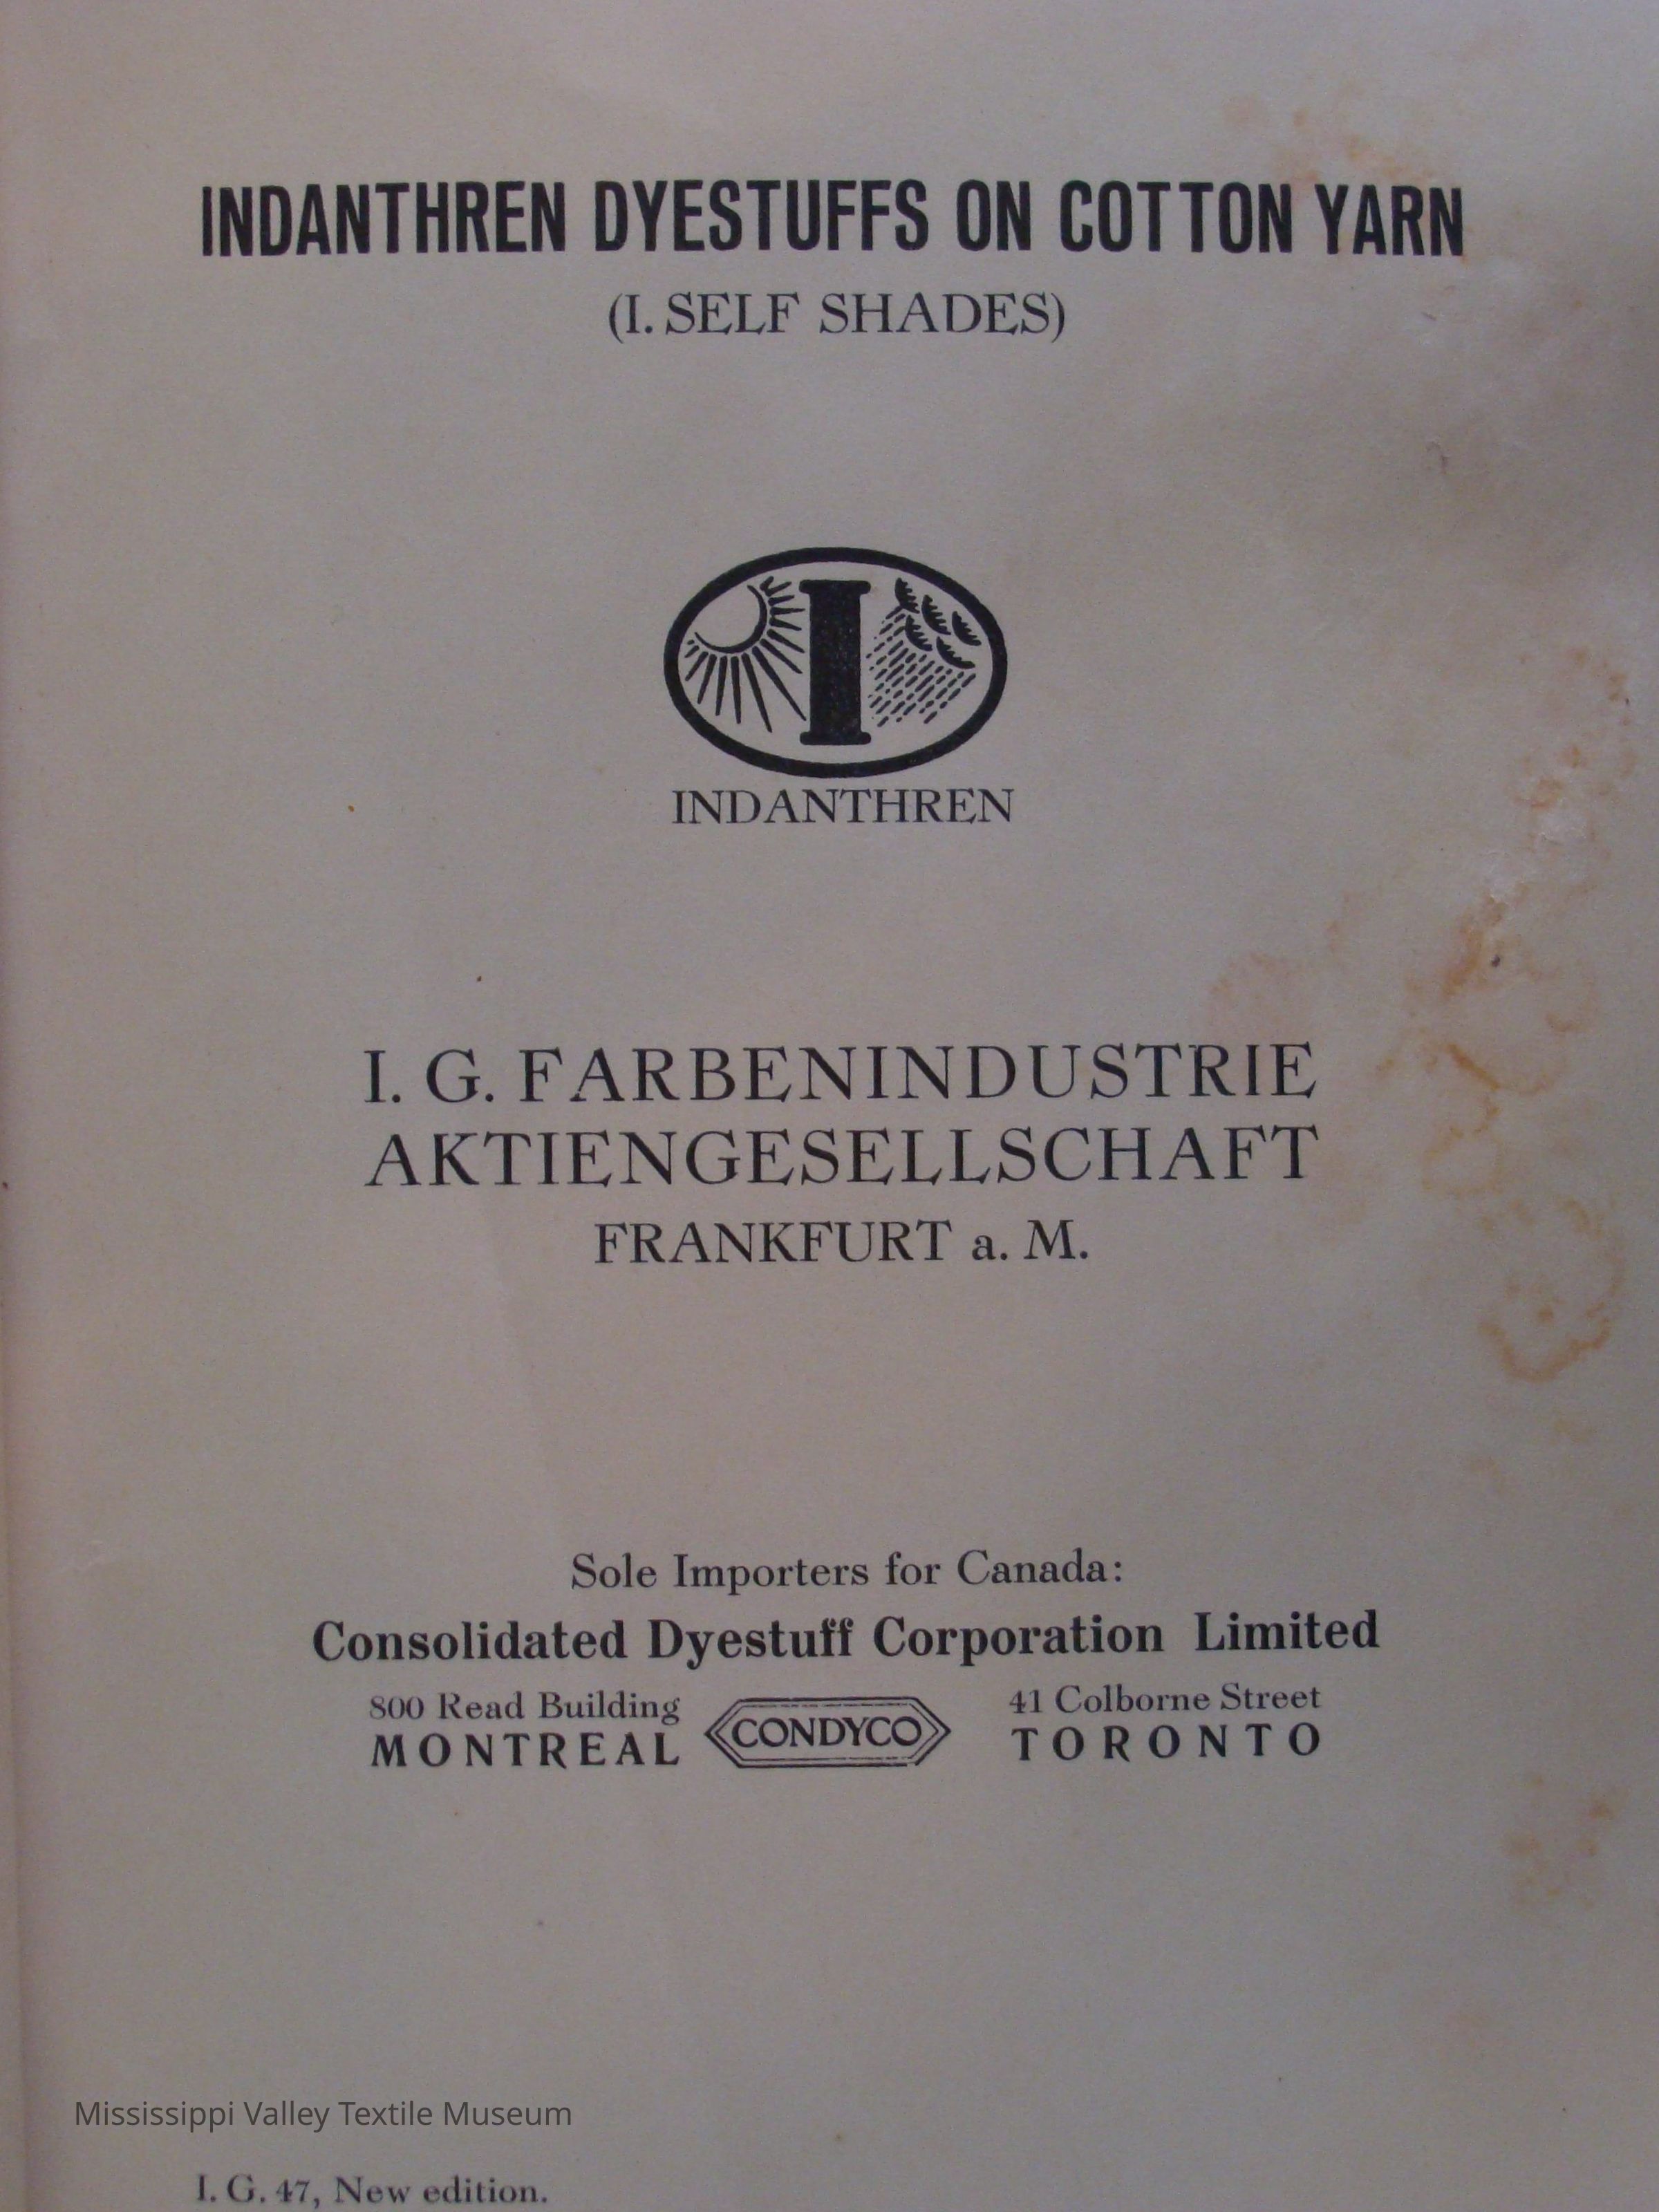 INDANTHREN DYESTUFFS ON COTTON YARN
(I. SELF SHADES)
I
INDANTHREN
I. G. FARBENINDUSTRIE
AKTIENGESELLSCHAFT
FRANKFURT a. M.
Sole Importers for Canada:
Consolidated Dyestuff Corporation Limited
800 Read Building
MONTREAL
CONDYCO
41 Colborne Street
TORONTO
Mississippi Valley Textile Museum
I. G. 47, New edition.